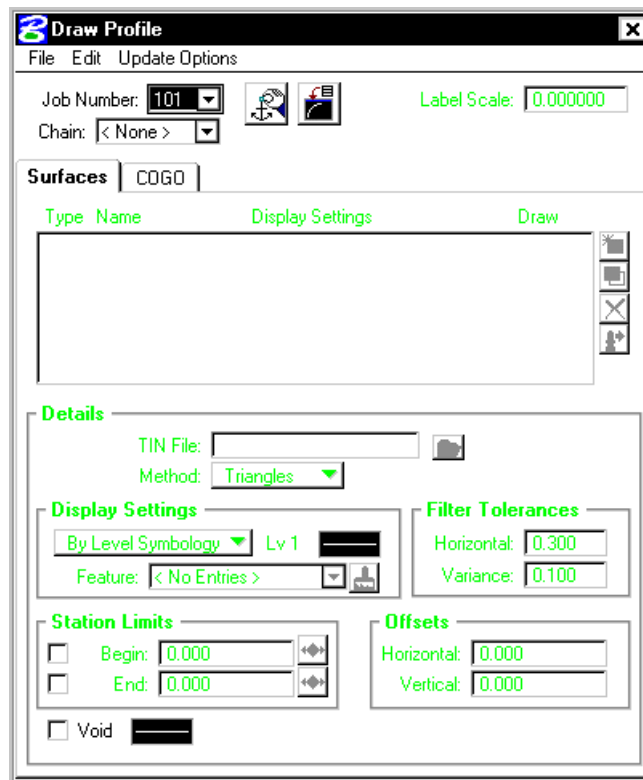 Draw Profile
File Edit Update Options
Job Number: 101 Label Scale: 0.000000
Chain: < None >
Surfaces COGO
Type Name Display Settings Draw
Details
TIN File:
Method: Triangles
Display Settings Filter Tolerances
By Level Symbology Lv 1 Horizontal: 0.300
Feature: < No Entries > Variance: 0.100
Station Limits Offsets
Begin: 0.000 Horizontal: 0.000
End: 0.000 Vertical: 0.000
Void